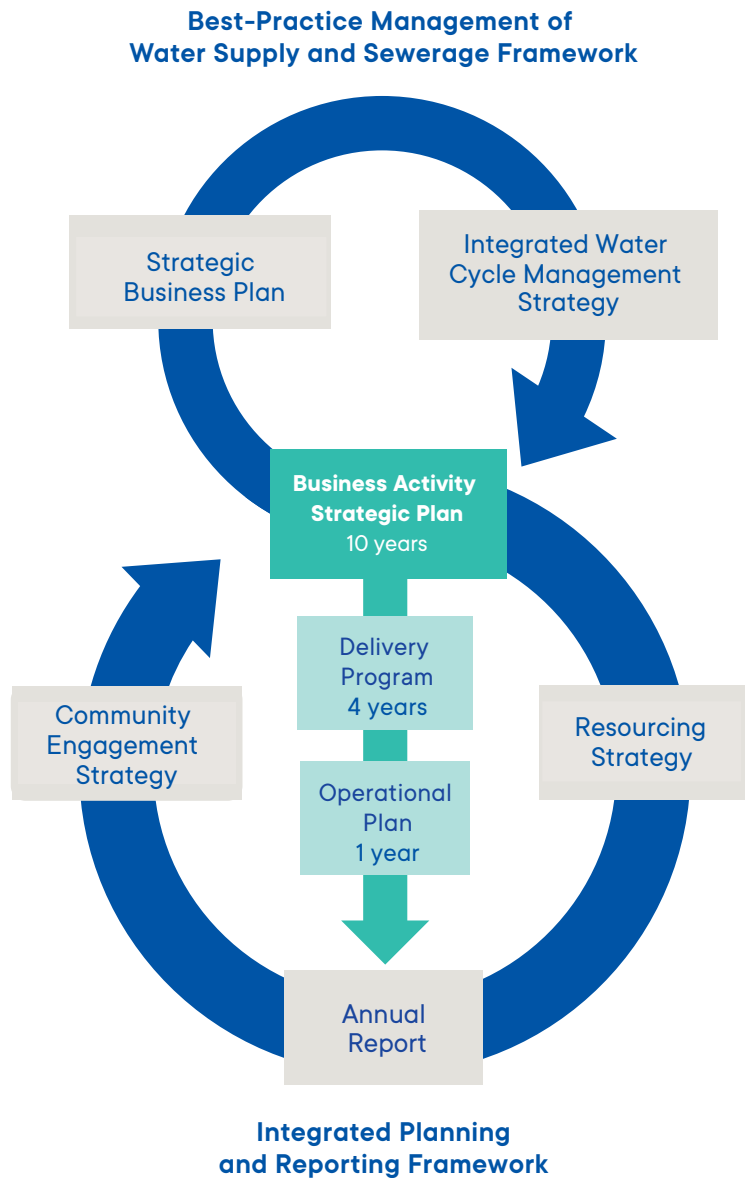 Best-Practice Management of
Water Supply and Sewerage Framework
Strategic
Business Plan
Integrated Water
Cycle Management
Strategy
Business Activity
Strategic Plan
10 years
Delivery
Program
4 years
Community
Engagement
Strategy
Resourcing
Strategy
Operational
Plan
1 year
Annual
Report
Integrated Planning
and Reporting Framework